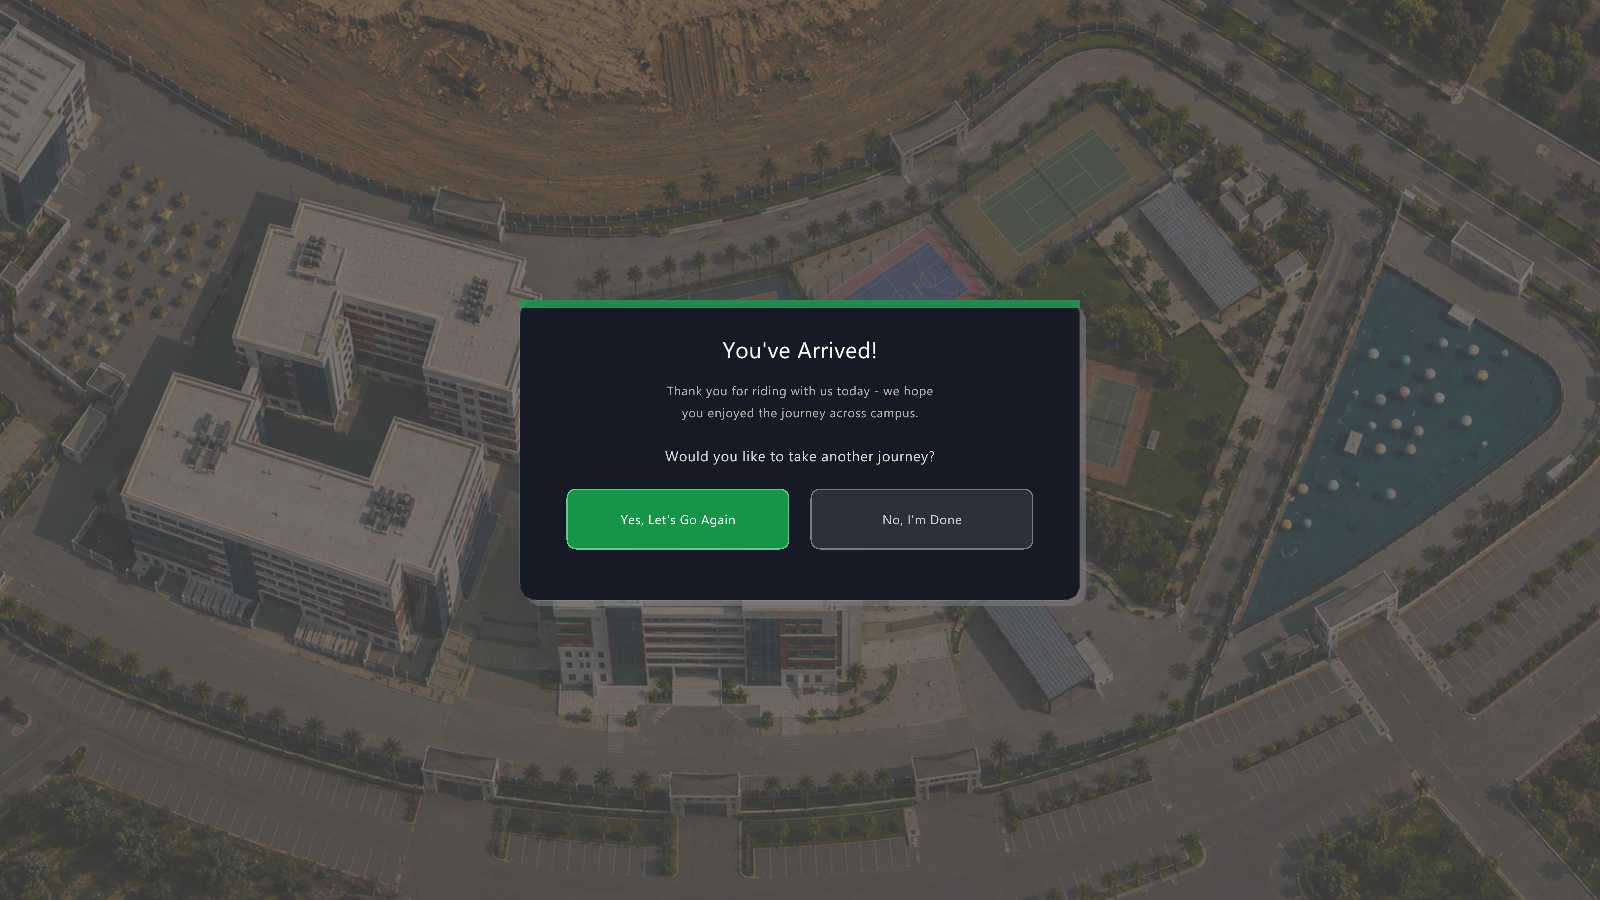 You've Arrived!
Thank you for riding with us today - we hope
you enjoyed the journey across campus.
Would you like to take another journey?
Yes, Let's Go Again
No, I'm Done